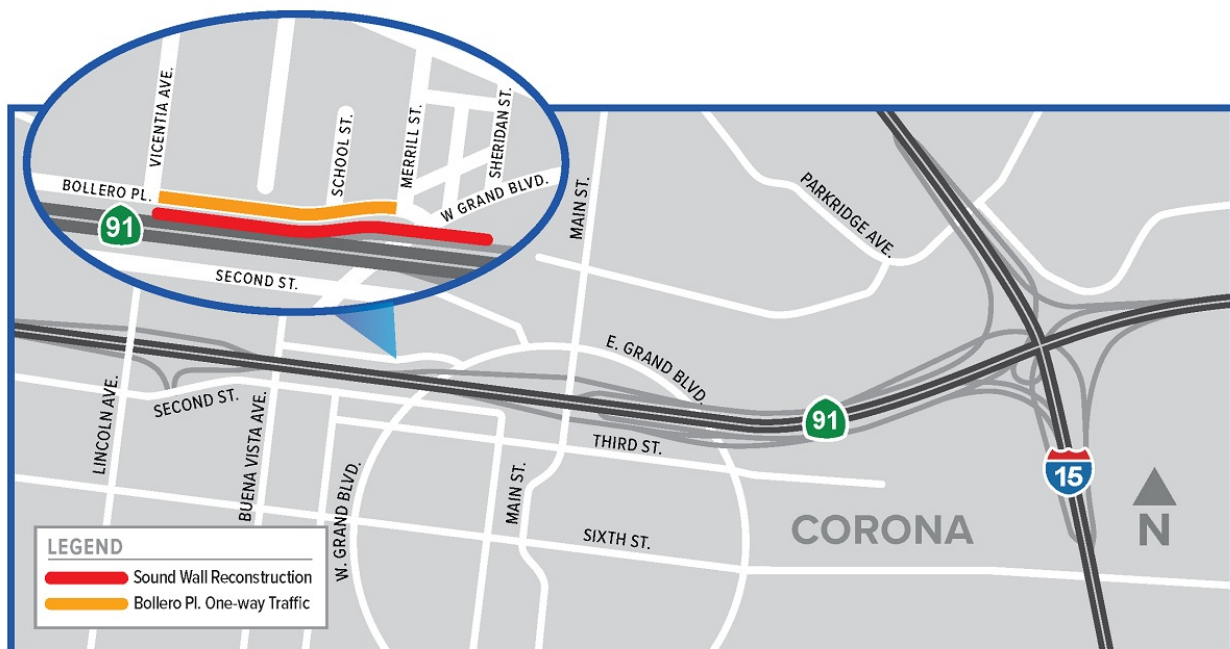 VICENTIA AVE.
SCHOOL ST.
MERRILL ST.
SHERIDAN ST.
BOLLERO PL.
W GRAND BLVD.
91
SECOND ST.
MAIN ST.
PARKRIDGE AVE.
E. GRAND BLVD.
SECOND ST.
LINCOLN AVE.
BUENA VISTA AVE.
W. GRAND BLVD.
MAIN ST.
THIRD ST.
91
15
SIXTH ST.
CORONA
N
LEGEND
Sound Wall Reconstruction
Bollero Pl. One-way Traffic